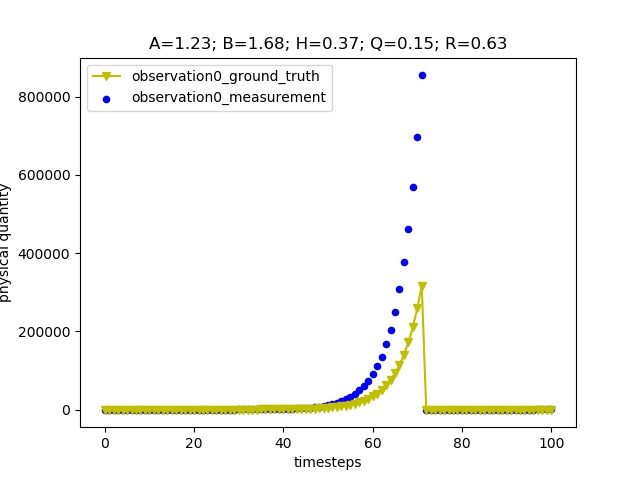 A=1.23; B=1.68; H=0.37; Q=0.15; R=0.63
observation0_ground_truth
observation0_measurement
800000
600000
400000
200000
0
physical quantity
0 20 40 60 80 100
timesteps